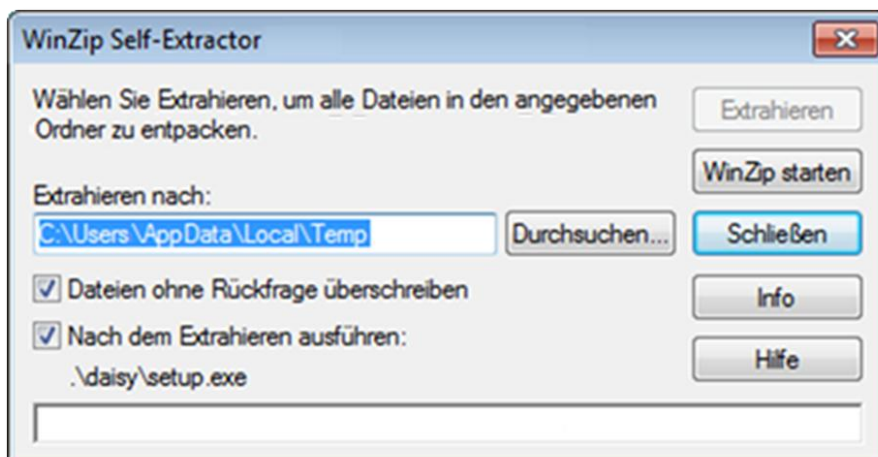 WinZip Self-Extractor
Wählen Sie Extrahieren, um alle Dateien in den angegebenen
Ordner zu entpacken.
Extrahieren
WinZip starten
Extrahieren nach:
C:\Users\AppData\Local\Temp
Durchsuchen...
Schließen
Dateien ohne Rückfrage überschreiben
Info
Nach dem Extrahieren ausführen:
Hilfe
.\daisy\setup.exe